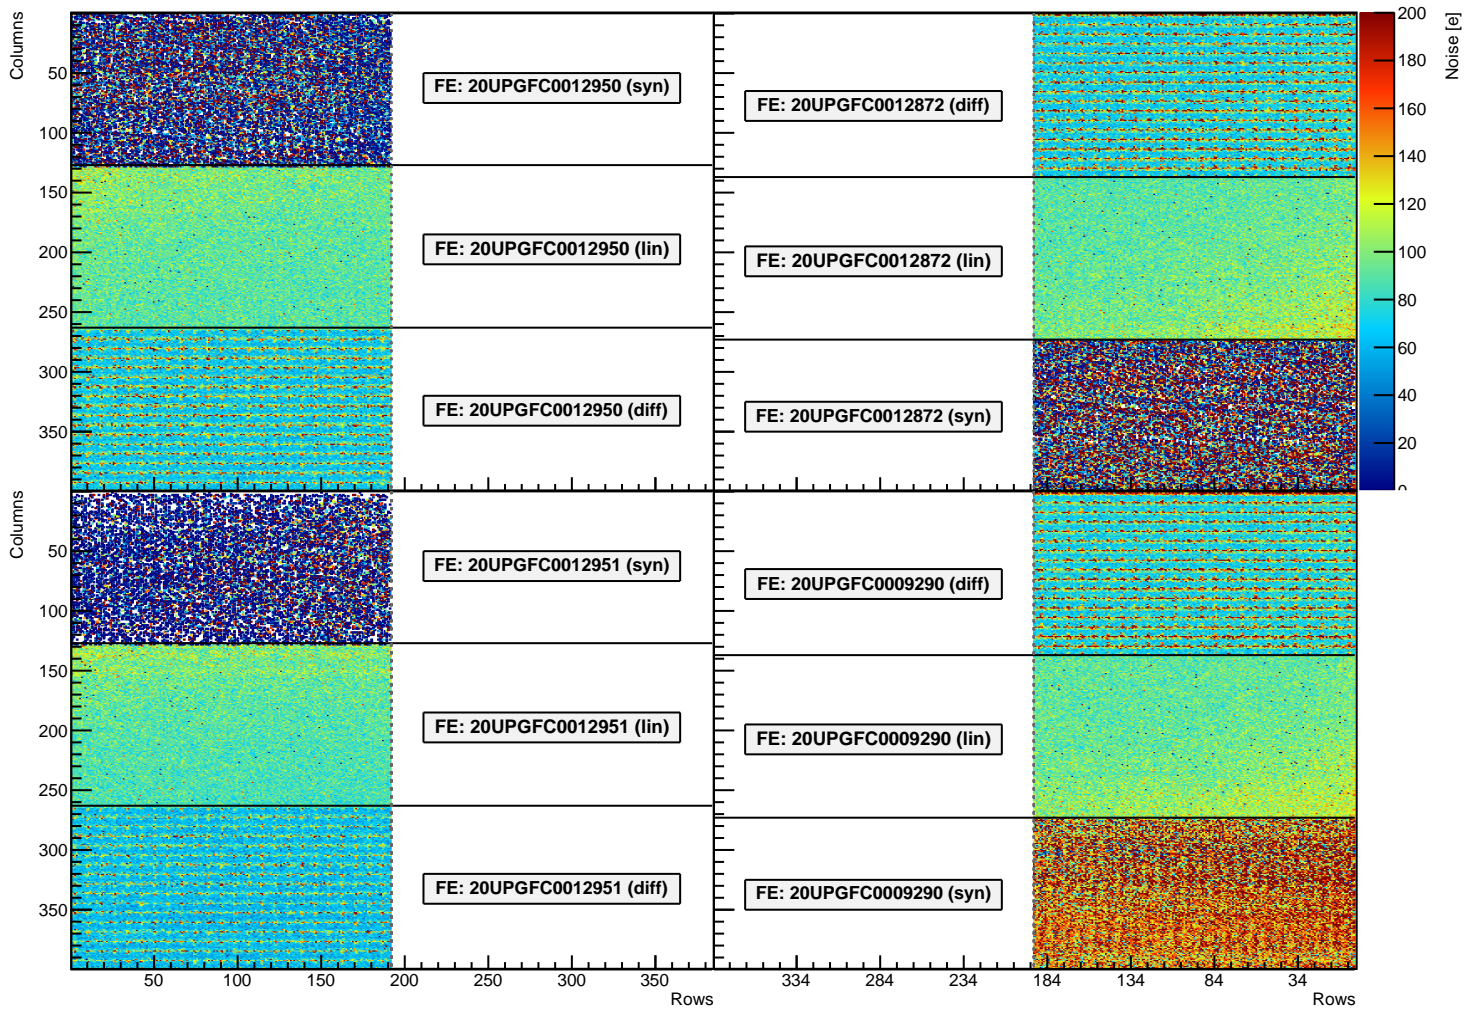 Columns
50
100
150
200
250
300
350
FE: 20UPGFC0012950 (syn)
FE: 20UPGFC0012950 (lin)
FE: 20UPGFC0012950 (diff)
FE: 20UPGFC0012872 (diff)
FE: 20UPGFC0012872 (lin)
FE: 20UPGFC0012872 (syn)
200
180
160
140
120
100
80
60
40
20
0
Noise [e]
Columns
50
100
150
200
250
300
350
FE: 20UPGFC0012951 (syn)
FE: 20UPGFC0012951 (lin)
FE: 20UPGFC0012951 (diff)
FE: 20UPGFC0009290 (diff)
FE: 20UPGFC0009290 (lin)
FE: 20UPGFC0009290 (syn)
50 100 150 200 250 300 350
Rows
334 284 234 184 134 84 34
Rows